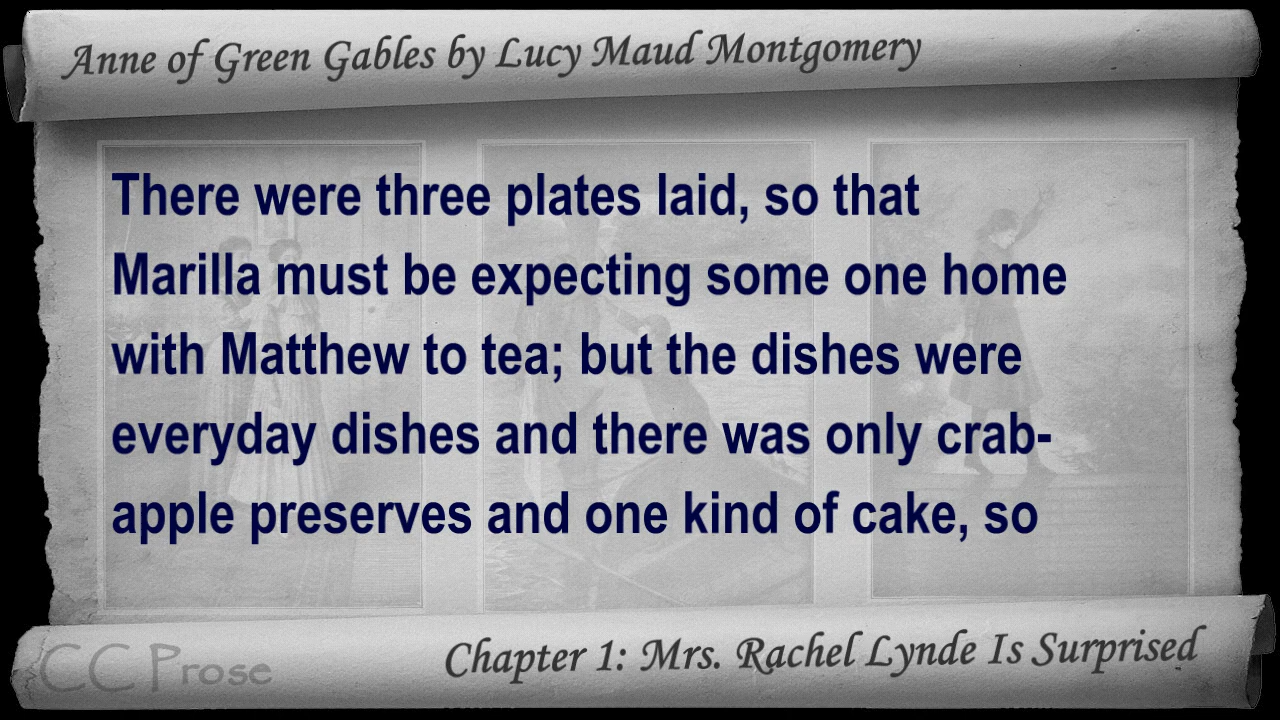 Anne of Green Gables by Lucy Maud Montgomery
There were three plates laid, so that
Marilla must be expecting some one home
with Matthew to tea; but the dishes were
everyday dishes and there was only crab-
apple preserves and one kind of cake, so
CC Prose
Chapter 1: Mrs. Rachel Lynde Is Surprised